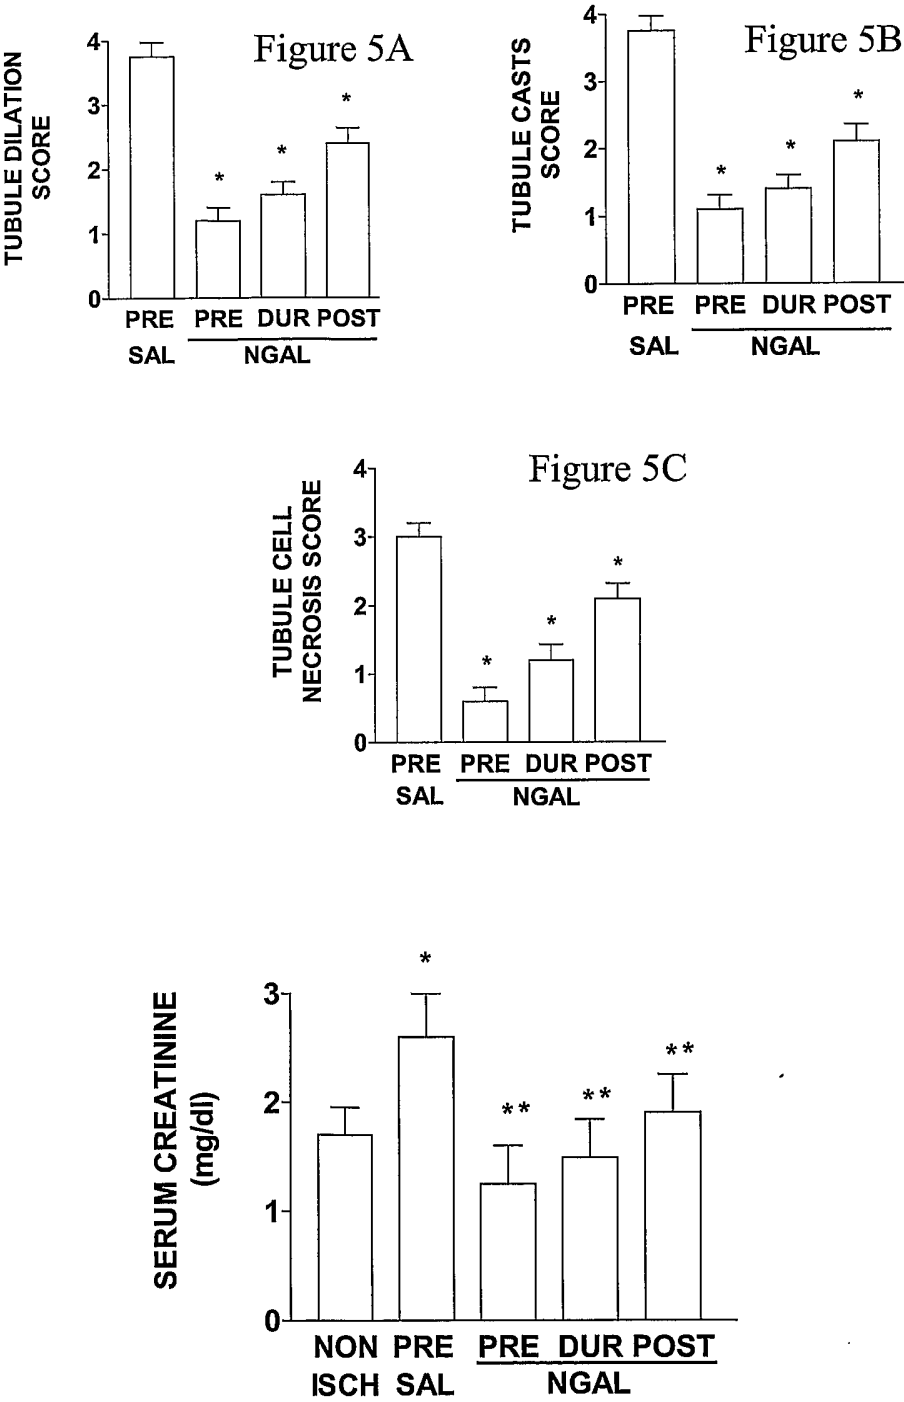 Figure 5A
TUBULE DILATION
SCORE
4
3
2
1
0
*
*
*
PRE PRE DUR POST
SAL NGAL
Figure 5B
TUBULE CASTS
SCORE
4
3
2
1
0
*
*
*
PRE PRE DUR POST
SAL NGAL
Figure 5C
TUBULE CELL
NECROSIS SCORE
4
3
2
1
0
*
*
*
PRE PRE DUR POST
SAL NGAL
SERUM CREATININE
(mg/dl)
3
2
1
0
*
**
**
**
NON PRE PRE DUR POST
ISCH SAL NGAL